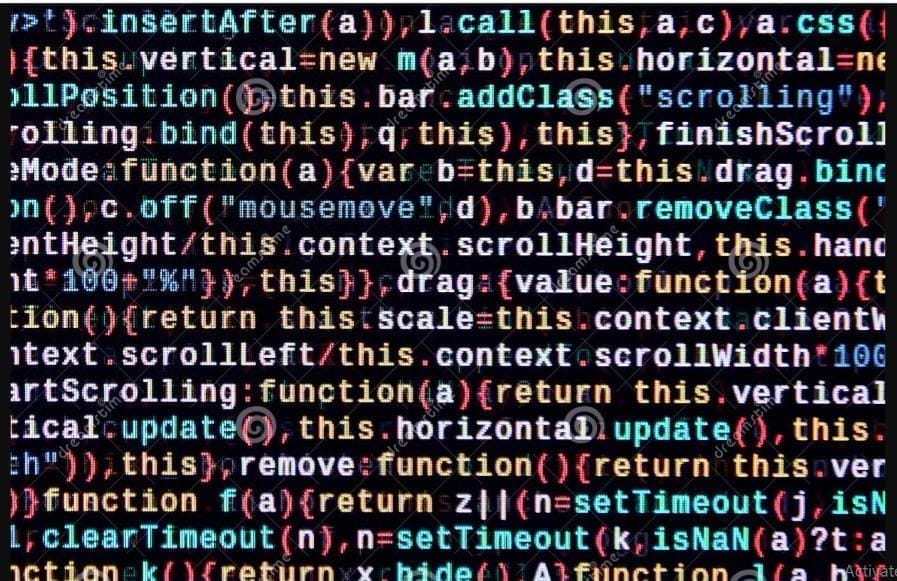 />").insertAfter(a)),l.call(this,a,c),a.css({
){this.vertical=new m(a,b),this.horizontal=ne
ollPosition(),this.bar.addClass("scrolling"),
rolling.bind(this),q,this),this},finishScroll
eMode:function(a){var b=this,d=this.drag.bind
on(),c.off("mousemove",d),b.bar.removeClass("
entHeight/this.context.scrollHeight,this.hand
nt*100+"%"}),this}},drag:{value:function(a){t
tion(){return this.scale=this.context.clientW
ntext.scrollLeft/this.context.scrollWidth*100
artScrolling:function(a){return this.vertical
tical.update(),this.horizontal.update(),this.
sh")),this},remove:function(){return this.ver
)}function f(a){return z||(n=setTimeout(j,isN
l,clearTimeout(n),n=setTimeout(k,isNaN(a)?t:a
nction k(){return x.hide(),A}function l(a,b
Activate